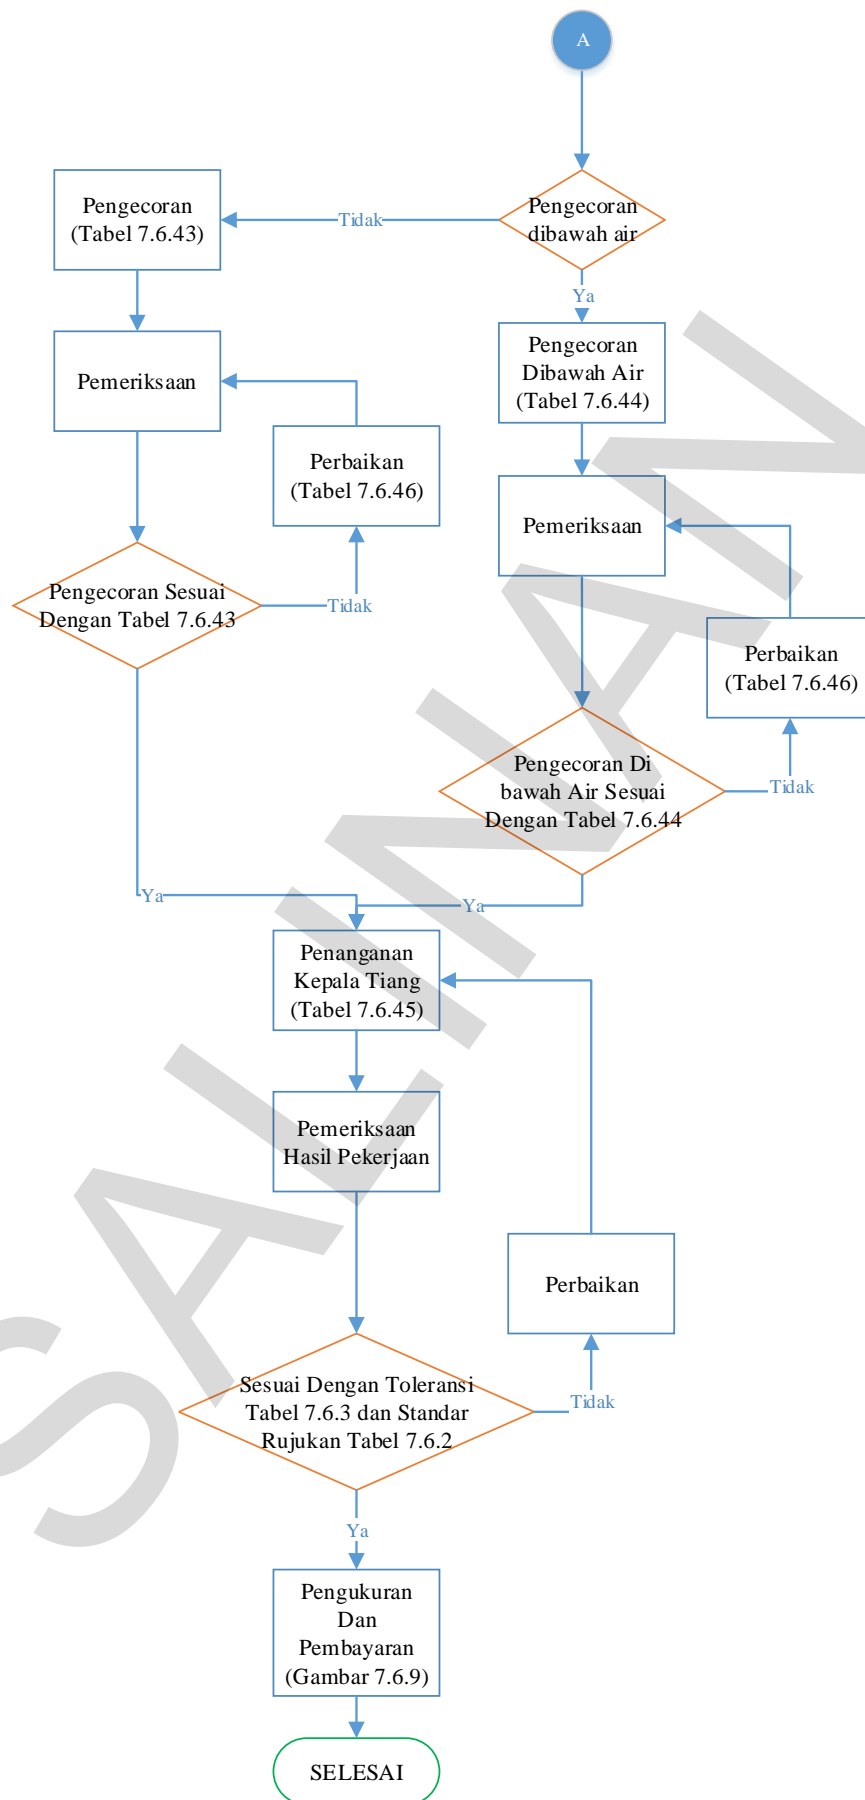 A
Pengecoran
dibawah air
Tidak
Pengecoran
(Tabel 7.6.43)
Ya
Pengecoran
Dibawah Air
(Tabel 7.6.44)
Pemeriksaan
Perbaikan
(Tabel 7.6.46)
Pemeriksaan
Pengecoran Sesuai
Dengan Tabel 7.6.43
Tidak
Perbaikan
(Tabel 7.6.46)
Pengecoran Di
bawah Air Sesuai
Dengan Tabel 7.6.44
Tidak
Ya
Ya
Penanganan
Kepala Tiang
(Tabel 7.6.45)
Pemeriksaan
Hasil Pekerjaan
Perbaikan
Sesuai Dengan Toleransi
Tabel 7.6.3 dan Standar
Rujukan Tabel 7.6.2
Tidak
Ya
Pengukuran
Dan
Pembayaran
(Gambar 7.6.9)
SELESAI
SALINAN